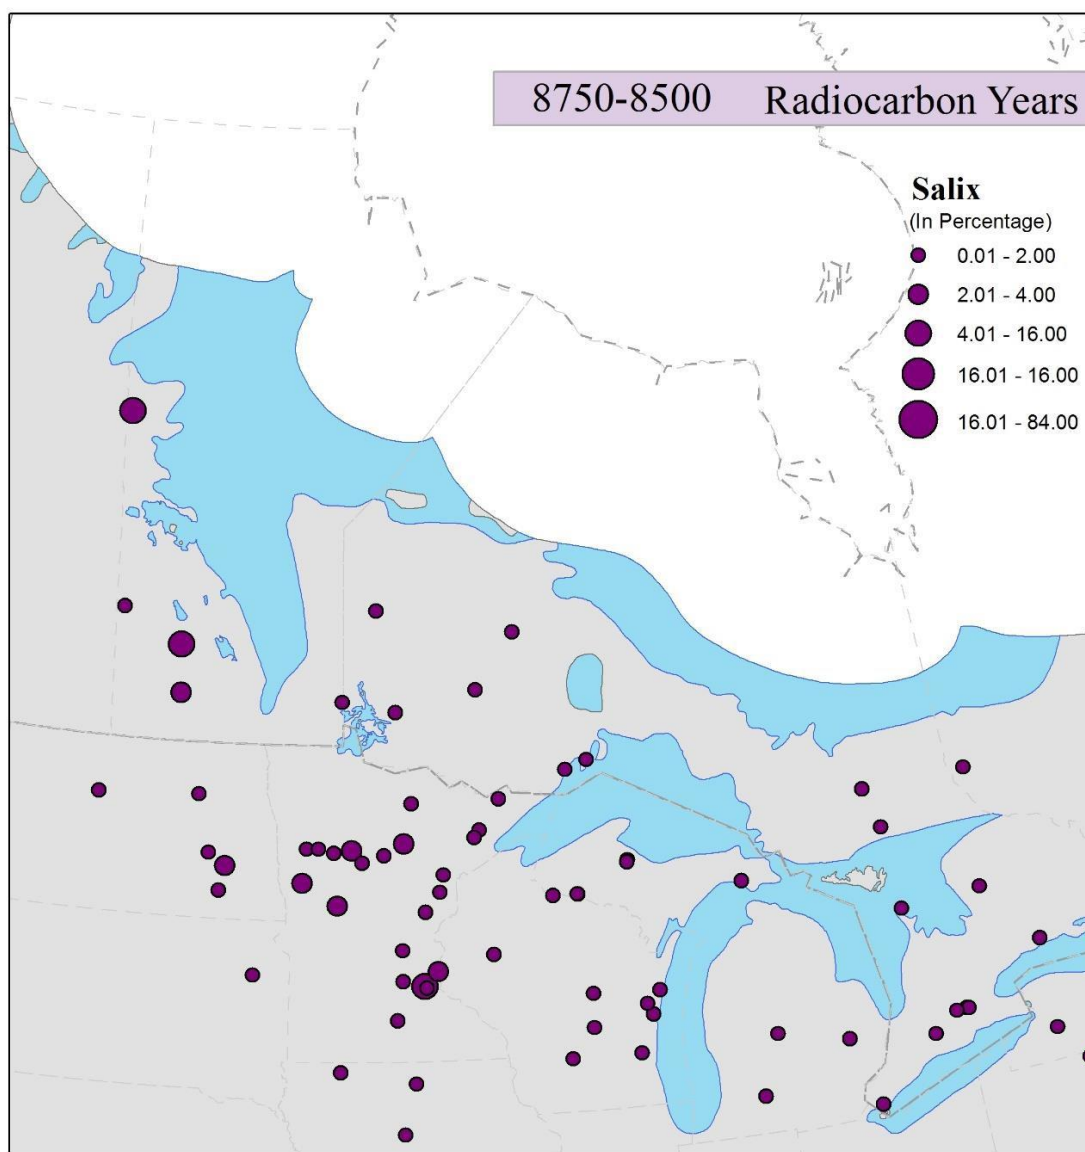 8750-8500 Radiocarbon Years
Salix
(In Percentage)
0.01 - 2.00
2.01 - 4.00
4.01 - 16.00
16.01 - 16.00
16.01 - 84.00